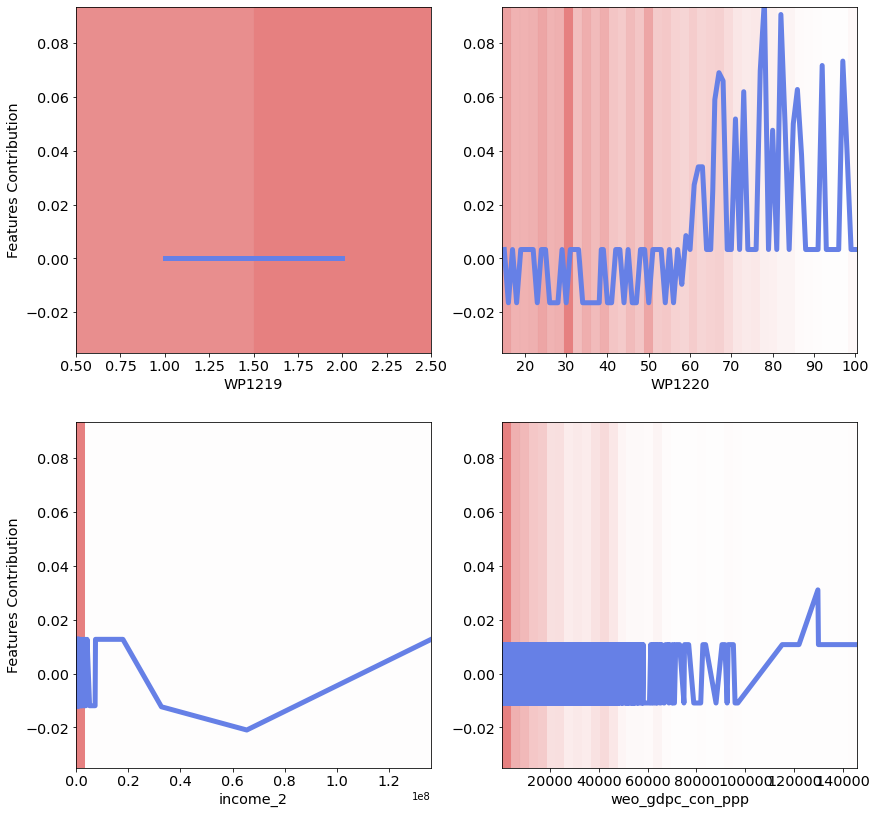 Features Contribution
0.08
0.06
0.04
0.02
0.00
−0.02
0.50 0.75 1.00 1.25 1.50 1.75 2.00 2.25 2.50
WP1219
0.08
0.06
0.04
0.02
0.00
−0.02
20 30 40 50 60 70 80 90 100
WP1220
Features Contribution
0.08
0.06
0.04
0.02
0.00
−0.02
0.0 0.2 0.4 0.6 0.8 1.0 1.2
1e8
income_2
0.08
0.06
0.04
0.02
0.00
−0.02
20000 40000 60000 80000 100000 120000 140000
weo_gdpc_con_ppp